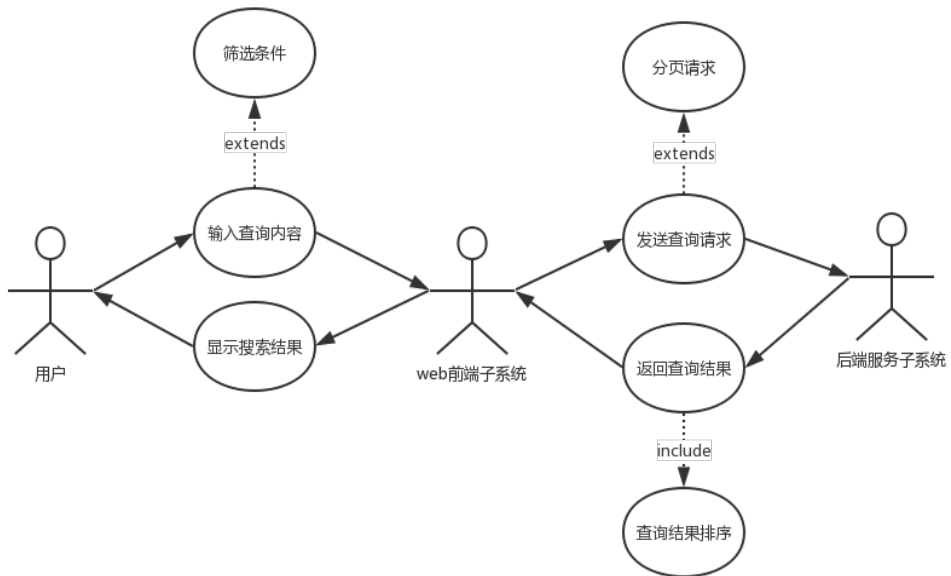 筛选条件
分页请求
extends
extends
输入查询内容
发送查询请求
显示搜索结果
返回查询结果
用户
web前端子系统
后端服务子系统
include
查询结果排序